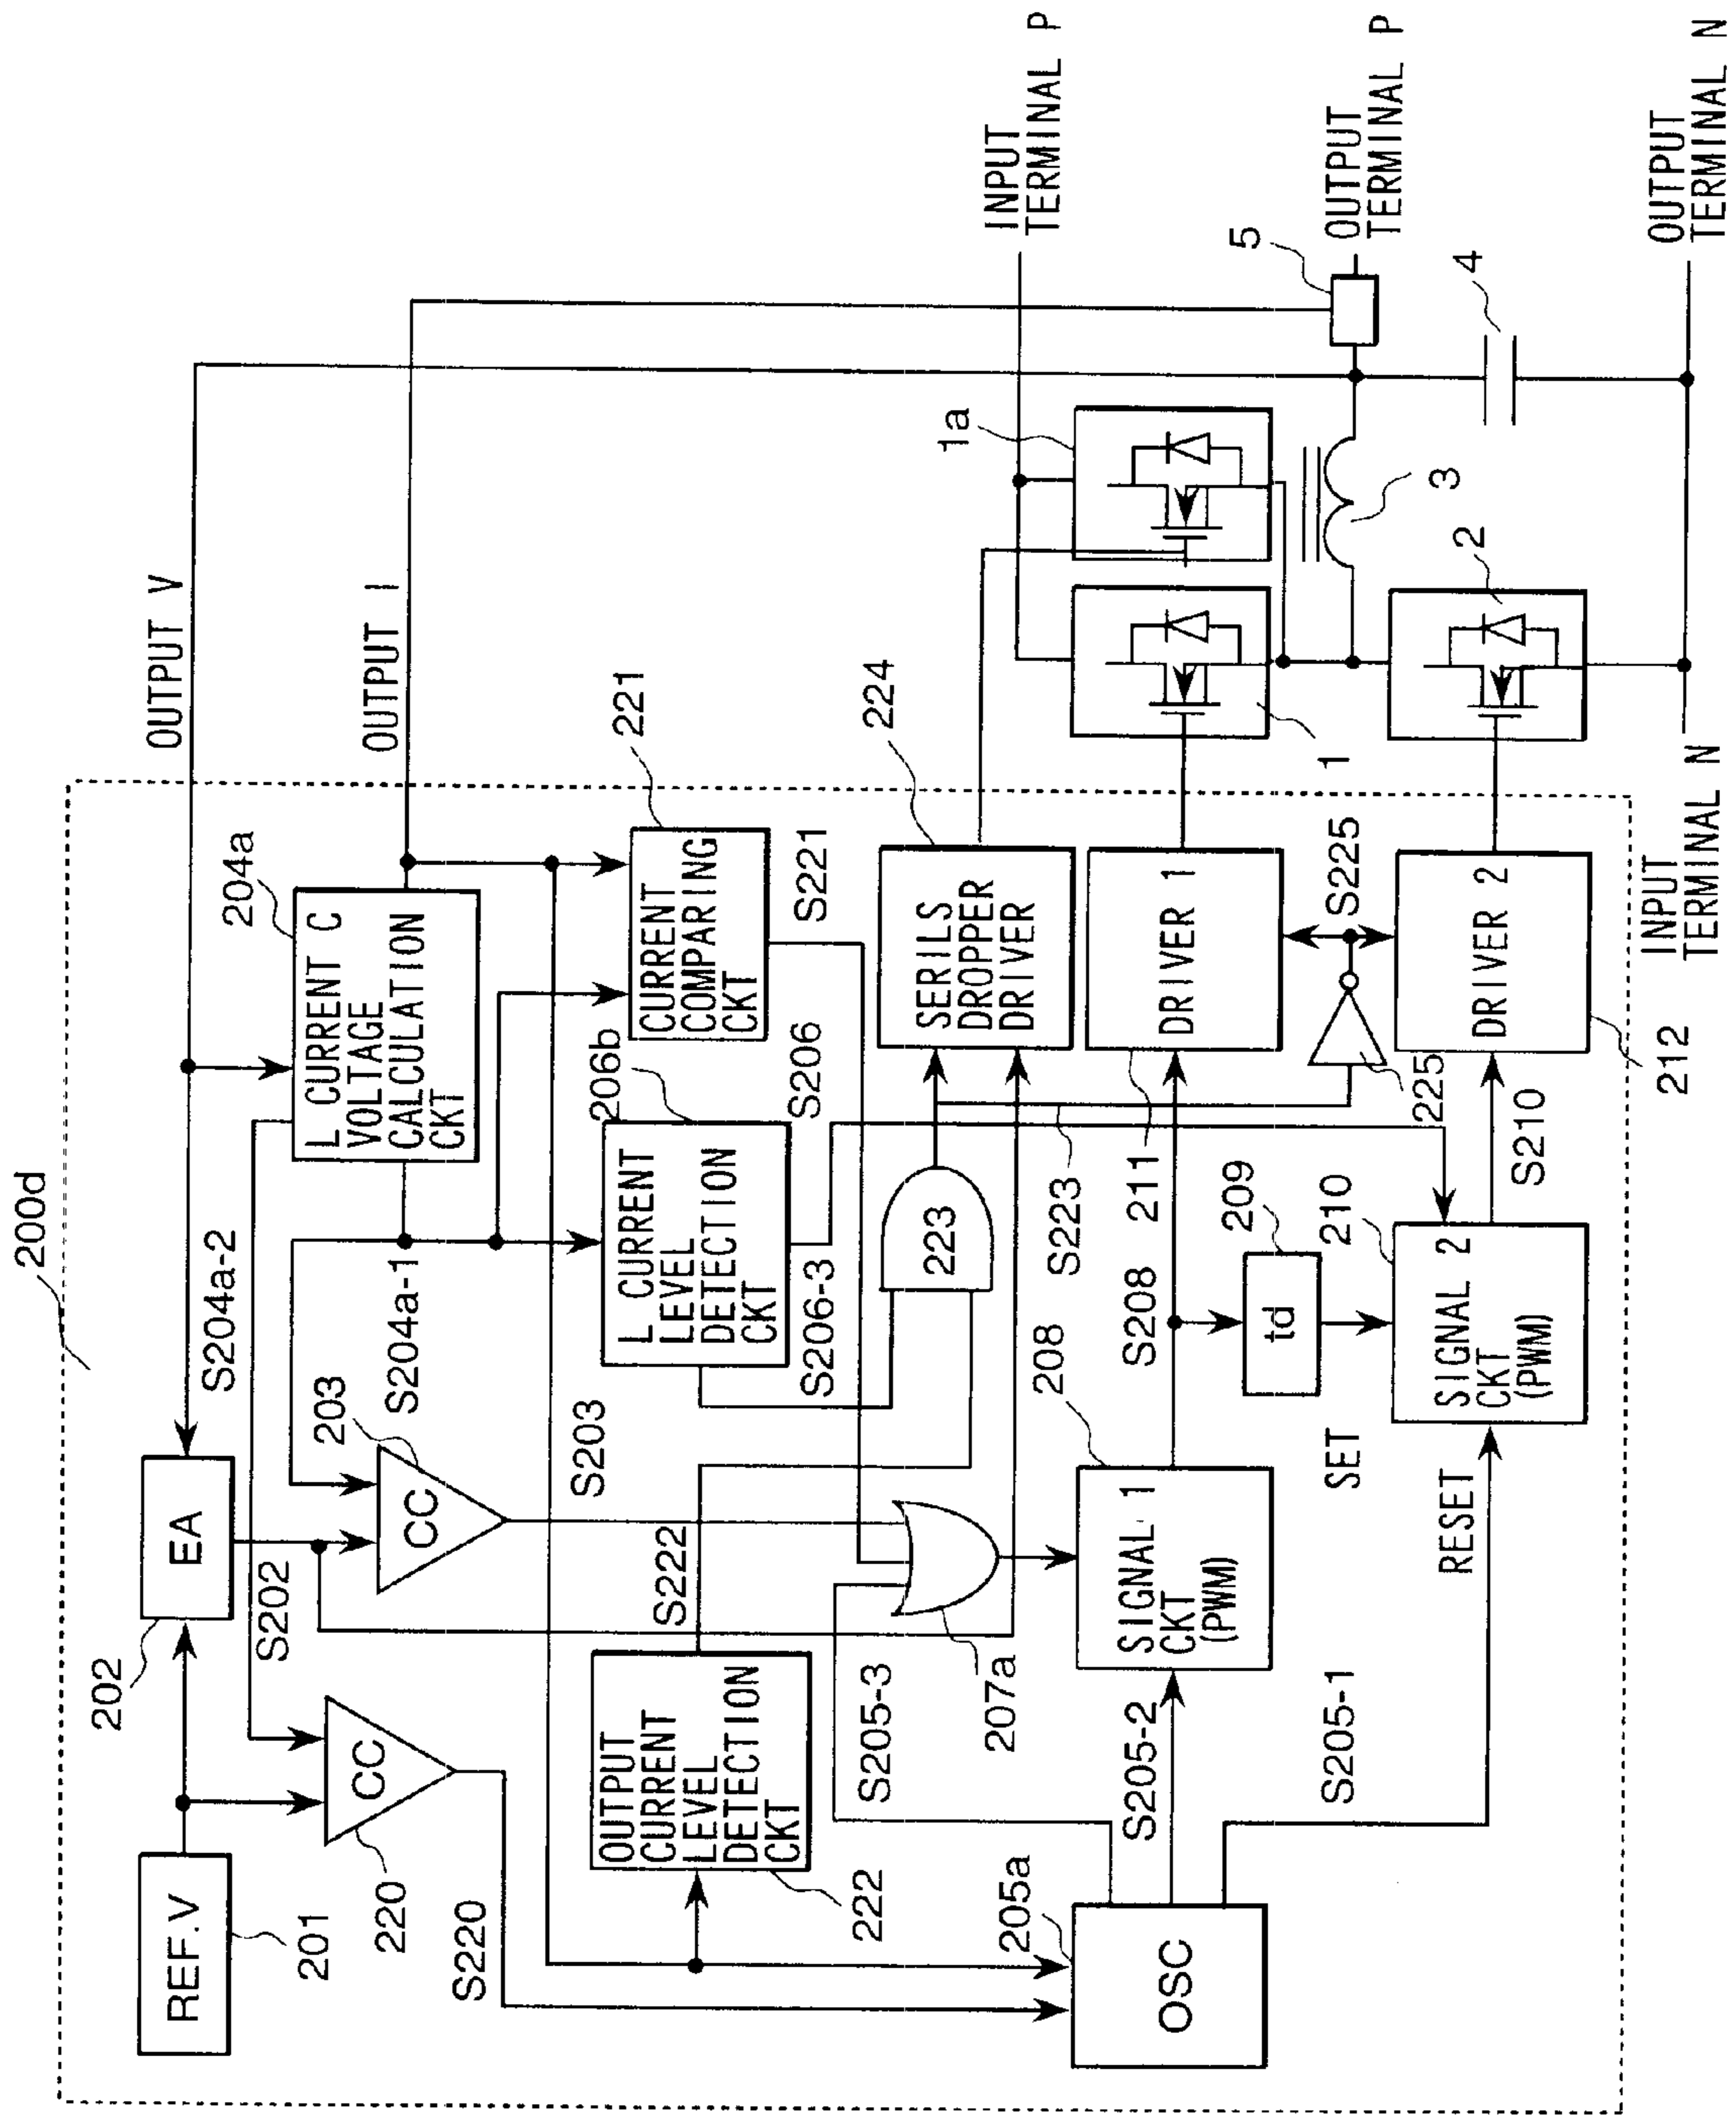 200d
OUTPUT V
OUTPUT I
REF.V
201
202
EA
S202
S204a-2
204a
L CURRENT C
VOLTAGE
CALCULATION
CKT
S204a-1
220
CC
S220
203
CC
S203
221
CURRENT
COMPARING
CKT
S221
206b
L CURRENT
LEVEL
DETECTION
CKT
S206
S206-3
OUTPUT
CURRENT
LEVEL
DETECTION
CKT
222
S222
223
S223
224
SERILS
DROPPER
DRIVER
207a
205a
OSC
S205-3
S205-2
S205-1
208
SIGNAL 1
CKT
(PWM)
S208
211
DRIVER 1
209
td
SET
RESET
210
SIGNAL 2
CKT
(PWM)
S210
225
S225
DRIVER 2
212
1
1a
2
3
4
5
INPUT
TERMINAL P
OUTPUT
TERMINAL P
INPUT
TERMINAL N
OUTPUT
TERMINAL N